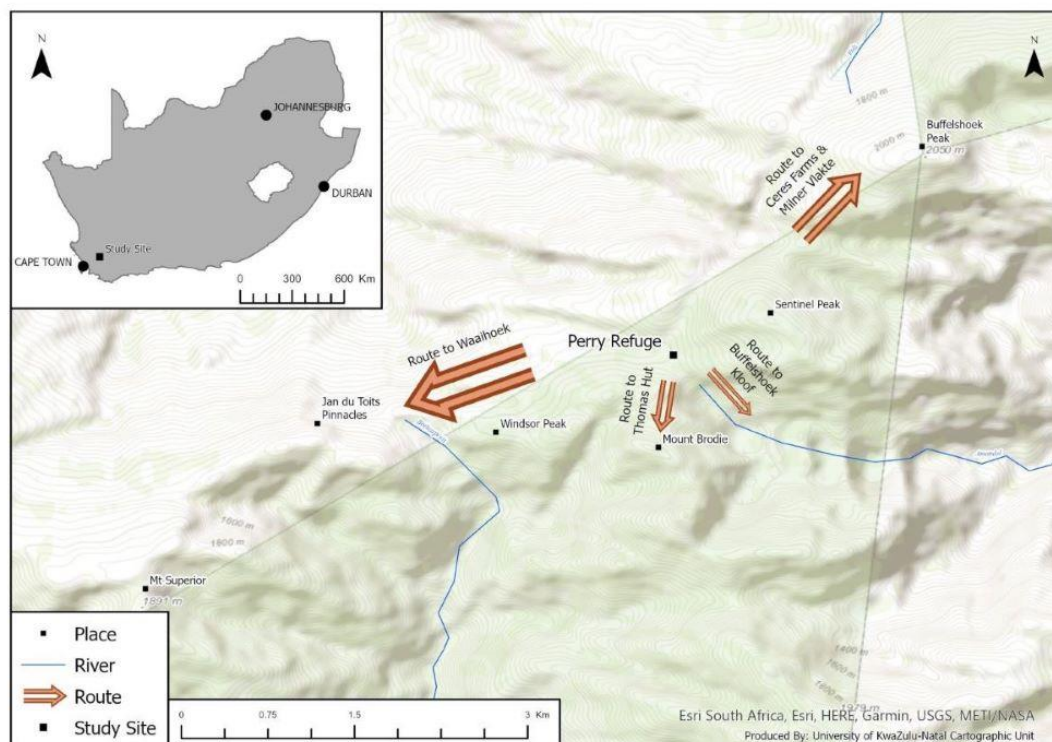 N
JOHANNESBURG
DURBAN
Study Site
CAPE TOWN
0 300 600 Km
N
1800 m
2000 m
Buffelshoek
Peak
2050 m
Route to
Ceres Farms &
Milner Vlakte
Sentinel Peak
Perry Refuge
Route to Waaihoek
Route to
Buffelshoek
Kloof
Route to
Thomas Hut
Jan du Toits
Pinnacles
Windsor Peak
Mount Brodie
1600 m
1800 m
Mt Superior
1891 m
Place
River
Route
Study Site
0 0.75 1.5 3 Km
1400 m
1600 m
1800 m
1979 m
Esri South Africa, Esri, HERE, Garmin, USGS, METI/NASA
Produced By: University of KwaZulu-Natal Cartographic Unit